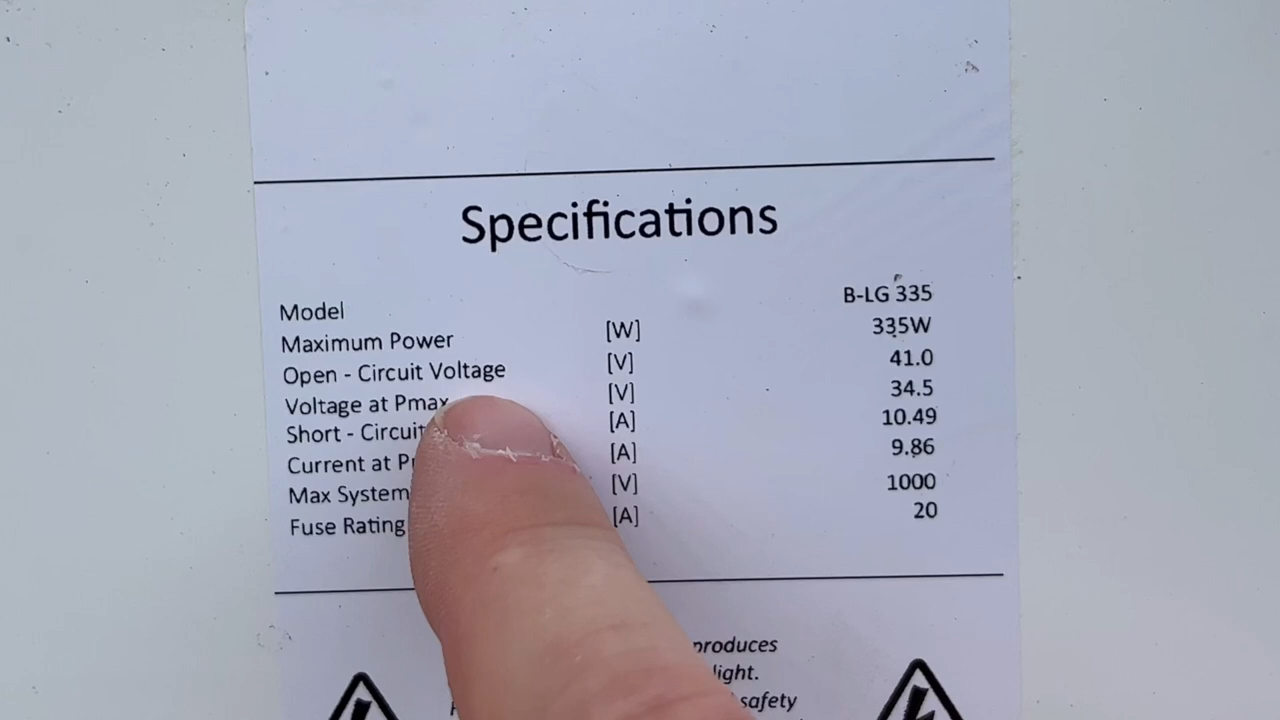 Specifications
Model B-LG 335
Maximum Power [W] 335W
Open - Circuit Voltage [V] 41.0
Voltage at Pmax [V] 34.5
Short - Circuit [A] 10.49
Current at [A] 9.86
Max System [V] 1000
Fuse Rating [A] 20
produces
light.
safety